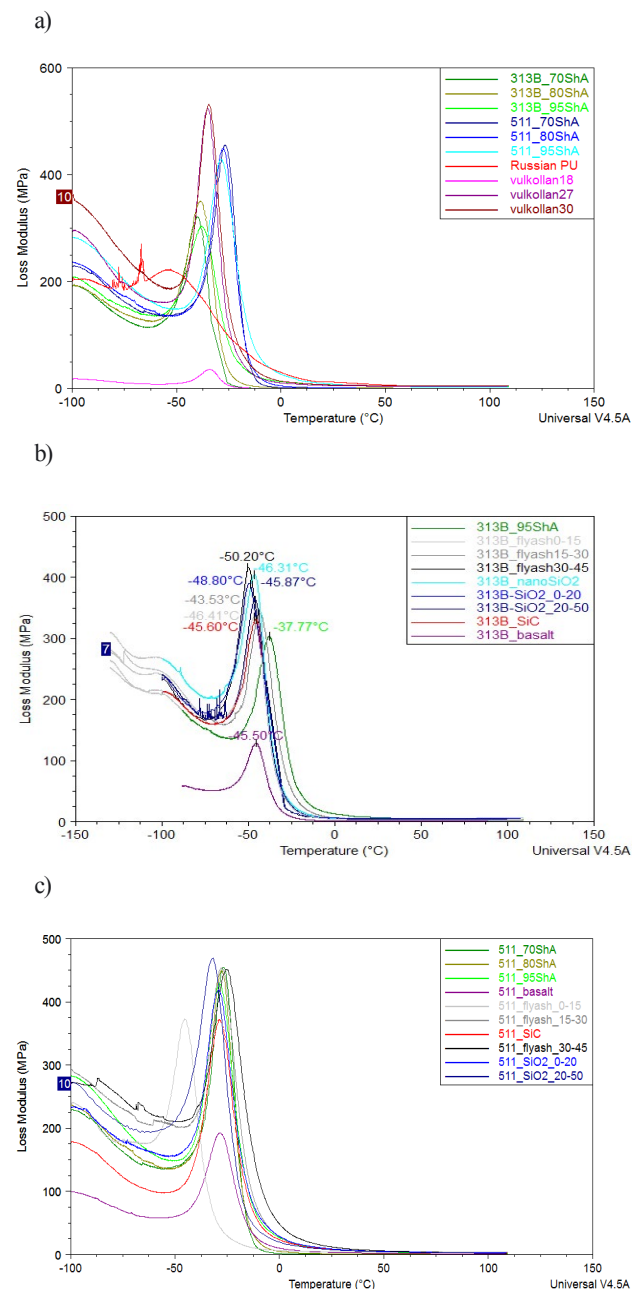 a)
600
400
200
0
Loss Modulus (MPa)
10
313B_70ShA
313B_80ShA
313B_95ShA
511_70ShA
511_80ShA
511_95ShA
Russian PU
vulkollan18
vulkollan27
vulkollan30
-100
-50
0
50
100
150
Temperature (°C)
Universal V4.5A
b)
500
400
300
200
100
0
Loss Modulus (MPa)
7
313B_95ShA
313B_flyash0-15
313B_flyash15-30
313B_flyash30-45
313B_nanoSiO2
313B-SiO2_0-20
313B-SiO2_20-50
313B_SiC
313B_basalt
-50.20°C
-46.31°C
-48.80°C
-45.87°C
-43.53°C
-46.41°C
-45.60°C
-37.77°C
-45.50°C
-150
-100
-50
0
50
100
150
Temperature (°C)
Universal V4.5A
c)
500
400
300
200
100
0
Loss Modulus (MPa)
10
511_70ShA
511_80ShA
511_95ShA
511_basalt
511_flyash_0-15
511_flyash_15-30
511_SiC
511_flyash_30-45
511_SiO2_0-20
511_SiO2_20-50
-100
-50
0
50
100
150
Temperature (°C)
Universal V4.5A